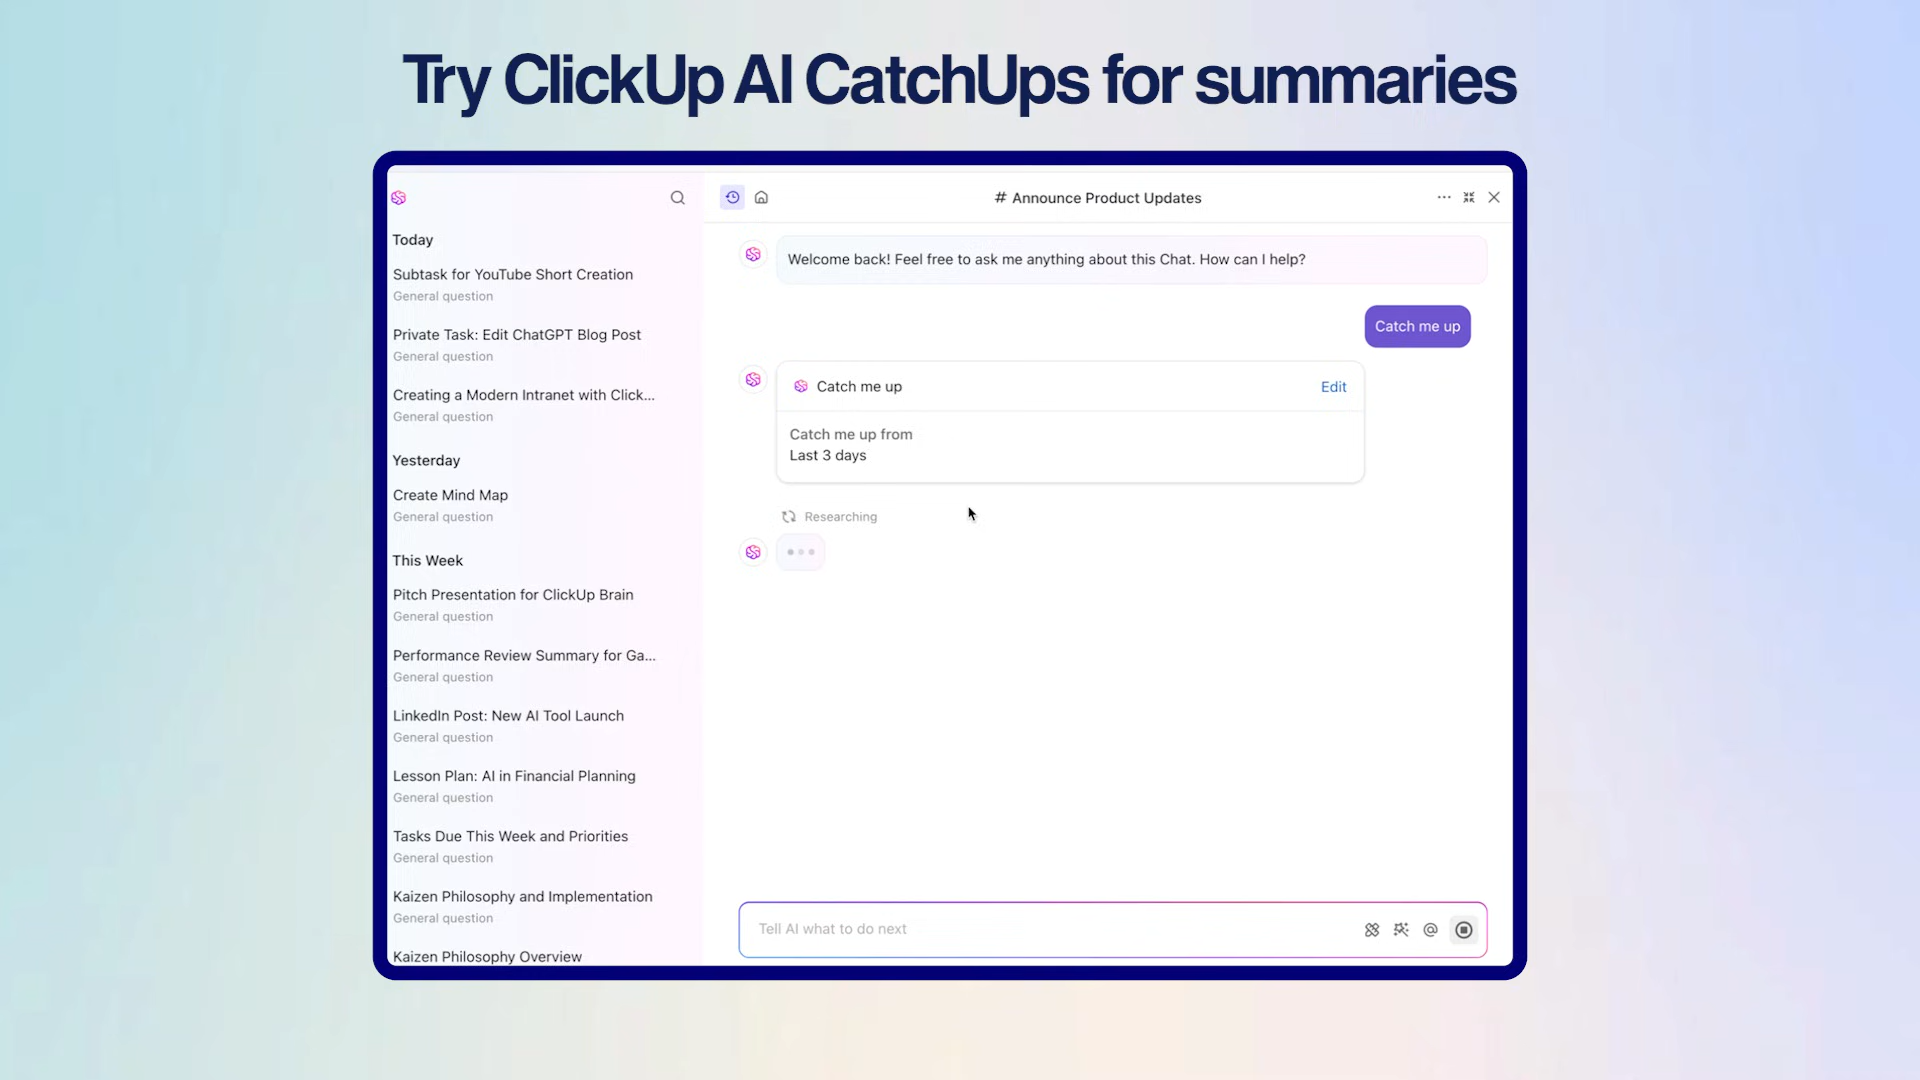 Try ClickUp AI CatchUps for summaries
Today
Subtask for YouTube Short Creation
General question
Private Task: Edit ChatGPT Blog Post
General question
Creating a Modern Intranet with Click...
General question
Yesterday
Create Mind Map
General question
This Week
Pitch Presentation for ClickUp Brain
General question
Performance Review Summary for Ga...
General question
LinkedIn Post: New AI Tool Launch
General question
Lesson Plan: AI in Financial Planning
General question
Tasks Due This Week and Priorities
General question
Kaizen Philosophy and Implementation
General question
Kaizen Philosophy Overview
# Announce Product Updates
Welcome back! Feel free to ask me anything about this Chat. How can I help?
Catch me up
Catch me up
Edit
Catch me up from
Last 3 days
Researching
Tell AI what to do next